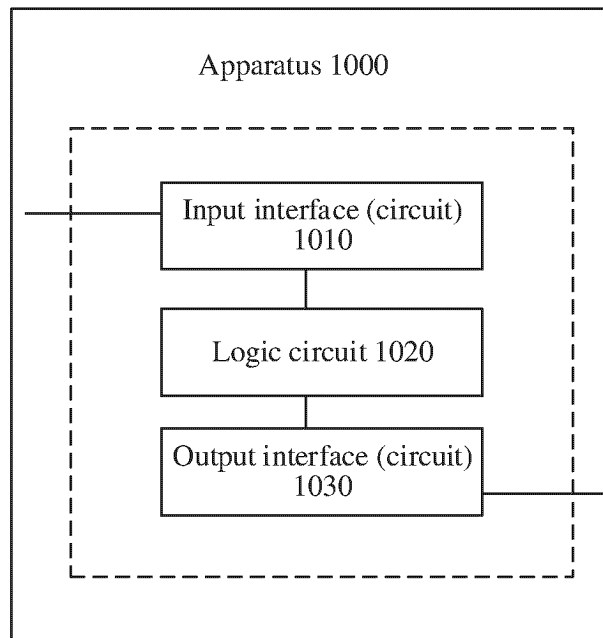 Apparatus 1000
Input interface (circuit)
1010
Logic circuit 1020
Output interface (circuit)
1030